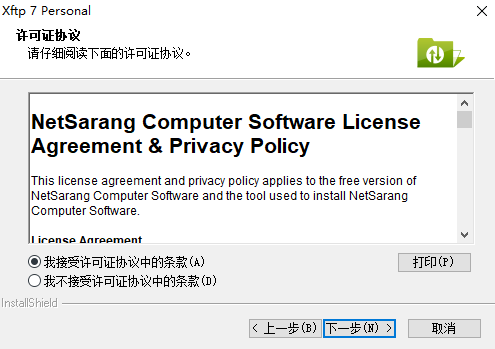 Xftp 7 Personal
许可证协议
请仔细阅读下面的许可证协议。
NetSarang Computer Software License
Agreement & Privacy Policy
This license agreement and privacy policy applies to the free version of
NetSarang Computer Software and the tool used to install NetSarang
Computer Software.
License Agreement
我接受许可证协议中的条款(A)
打印(P)
我不接受许可证协议中的条款(D)
InstallShield
< 上一步(B) 下一步(N) > 取消